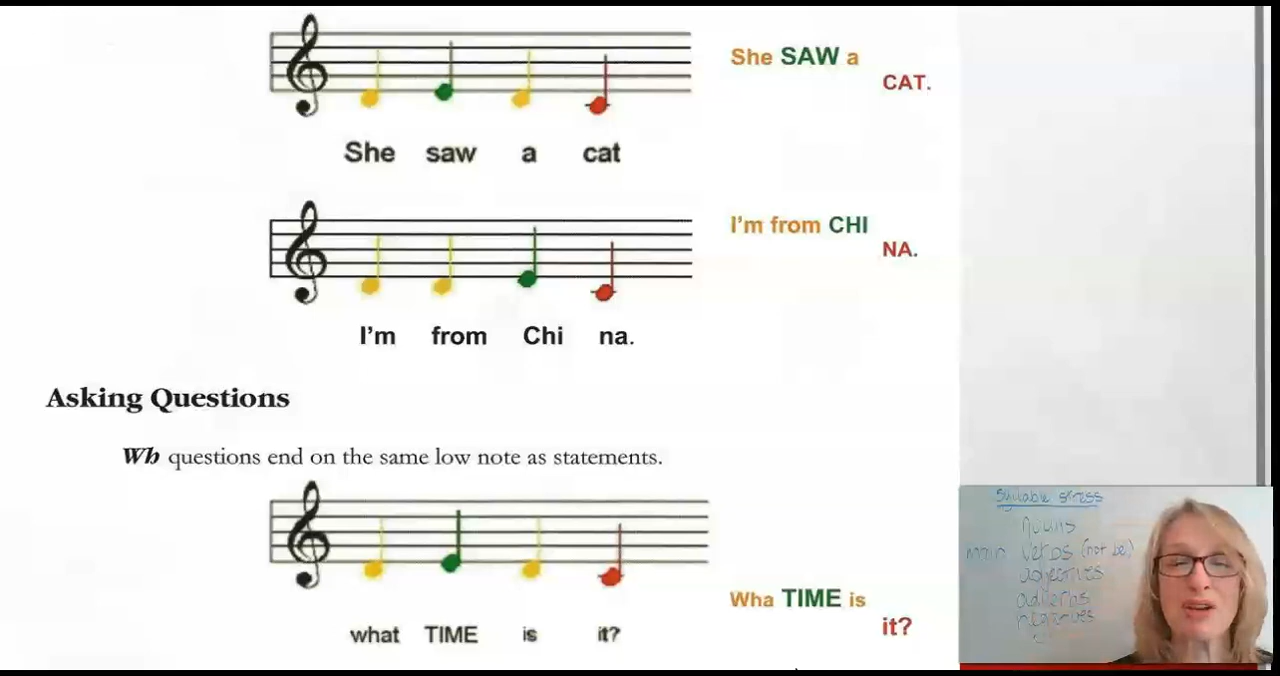 She SAW a
CAT.
She saw a cat
I'm from CHI
NA.
I'm from Chi na.
Asking Questions
Wh questions end on the same low note as statements.
Wha TIME is
it?
what TIME is it?
Syllable stress
nouns
main verbs (not be)
adjectives
adverbs
negatives